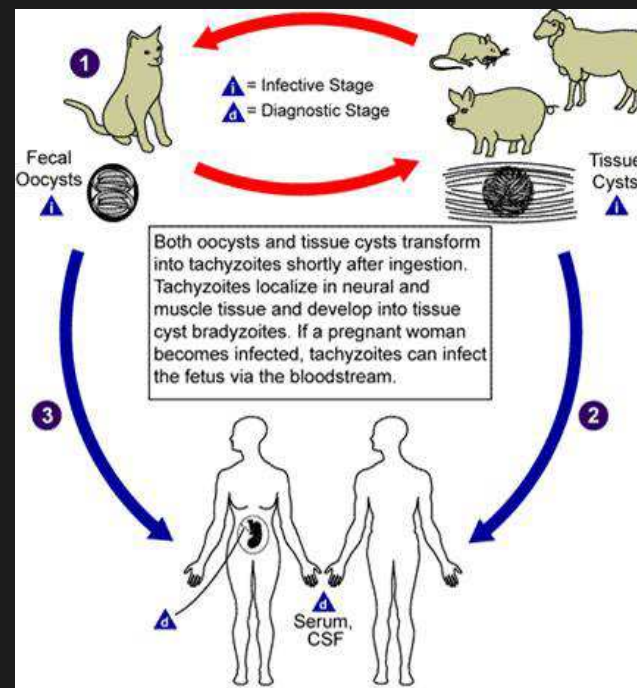 1
i = Infective Stage
d = Diagnostic Stage
Fecal
Oocysts
i
Tissue
Cysts
i
Both oocysts and tissue cysts transform
into tachyzoites shortly after ingestion.
Tachyzoites localize in neural and
muscle tissue and develop into tissue
cyst bradyzoites. If a pregnant woman
becomes infected, tachyzoites can infect
the fetus via the bloodstream.
3
2
d
d
Serum,
CSF